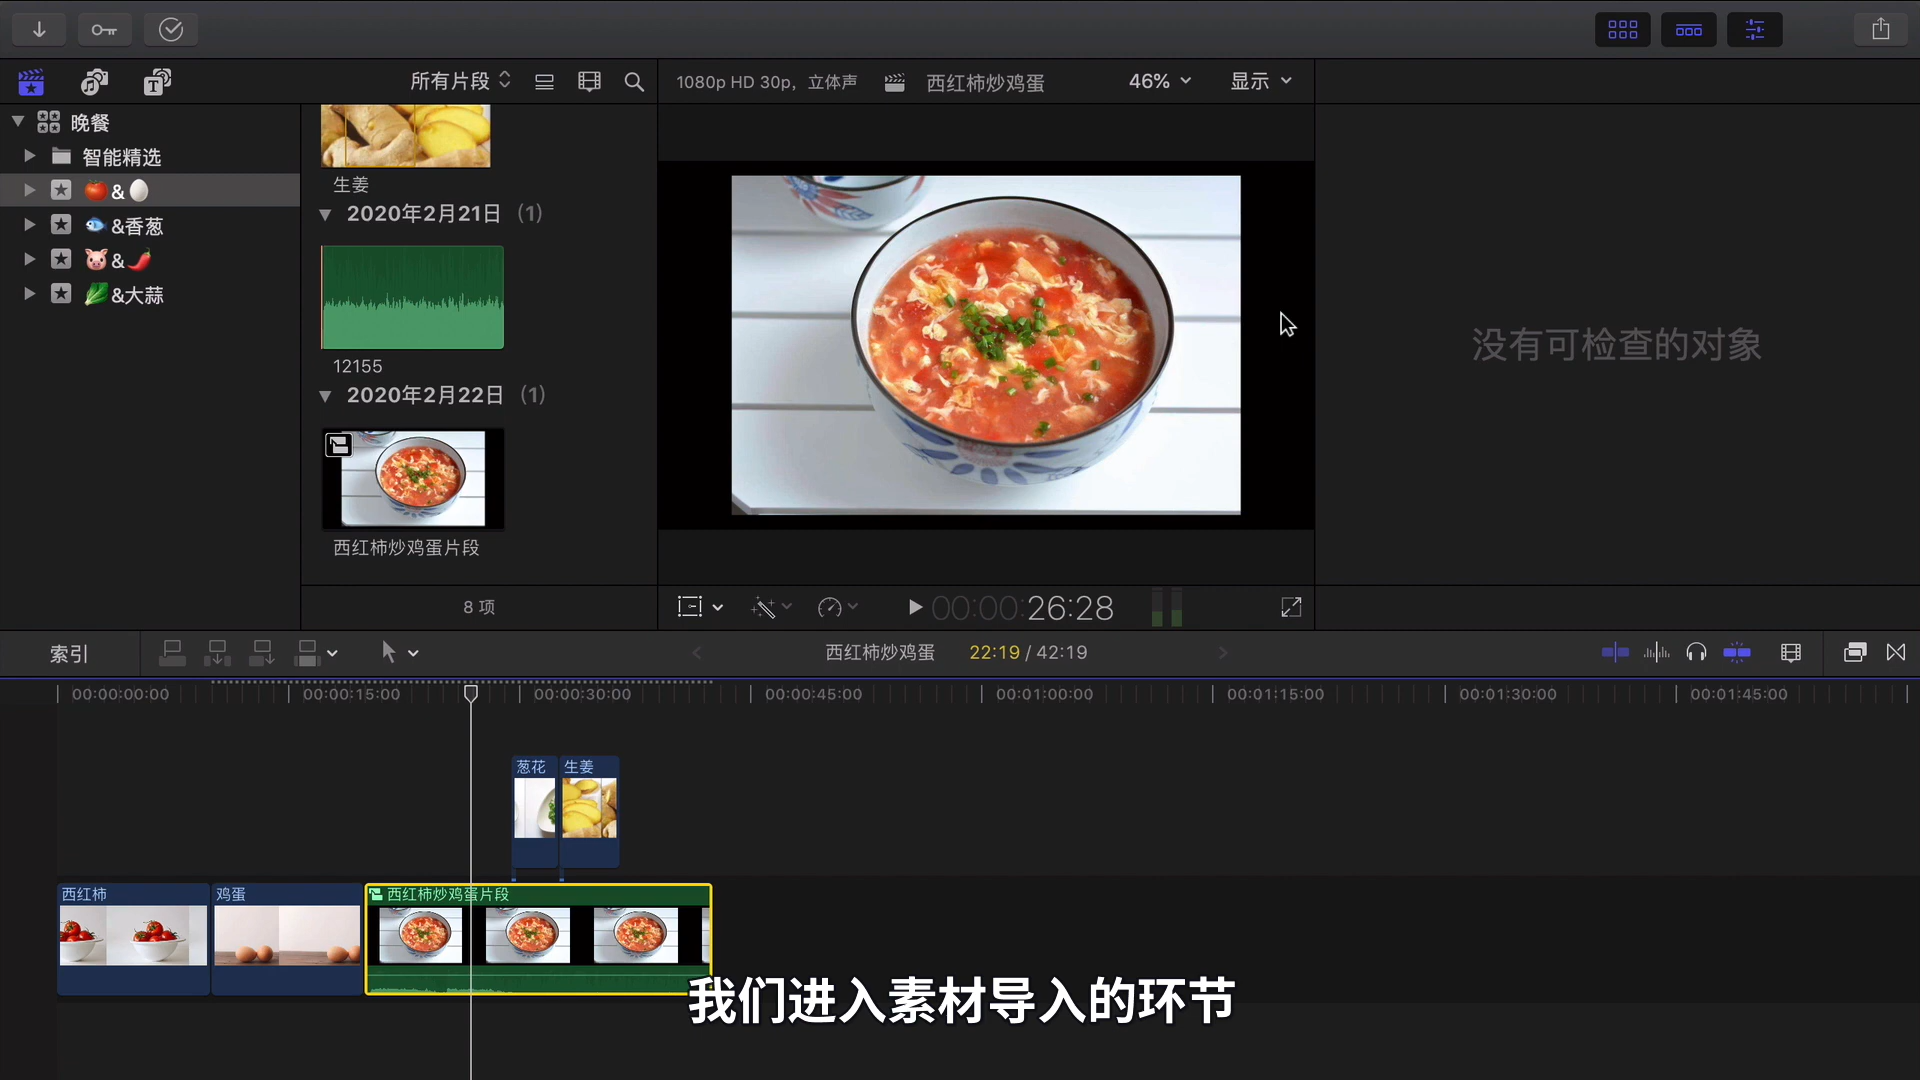 所有片段
1080p HD 30p，立体声
西红柿炒鸡蛋
46%
显示
晚餐
智能精选
&
&香葱
&
&大蒜
生姜
2020年2月21日 (1)
12155
2020年2月22日 (1)
西红柿炒鸡蛋片段
8 项
没有可检查的对象
00:00:26:28
索引
西红柿炒鸡蛋 22:19 / 42:19
00:00:00:00 00:00:15:00 00:00:30:00 00:00:45:00 00:01:00:00 00:01:15:00 00:01:30:00 00:01:45:00
葱花 生姜
西红柿 鸡蛋 西红柿炒鸡蛋片段
我们进入素材导入的环节